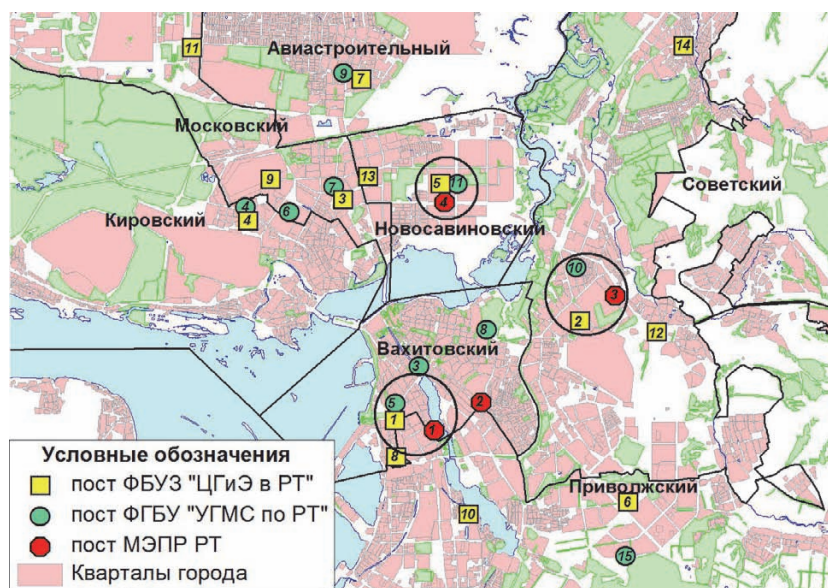 11
Авиастроительный
14
9
7
Московский
9
7
3
13
5
11
4
Советский
4
4
6
Кировский
Новосавиновский
10
3
2
12
8
Вахитовский
3
5
1
2
1
8
10
Приволжский
6
15
Условные обозначения
пост ФБУЗ "ЦГиЭ в РТ"
пост ФГБУ "УГМС по РТ"
пост МЭПР РТ
Кварталы города